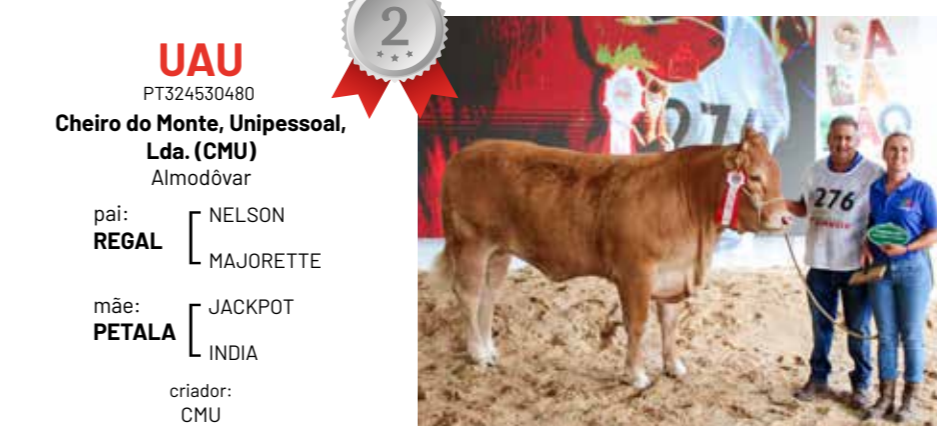 2
UAU
PT324530480
Cheiro do Monte, Unipessoal,
Lda. (CMU)
Almodôvar
pai:
REGAL
NELSON
MAJORETTE
mãe:
PETALA
JACKPOT
INDIA
criador:
CMU
276